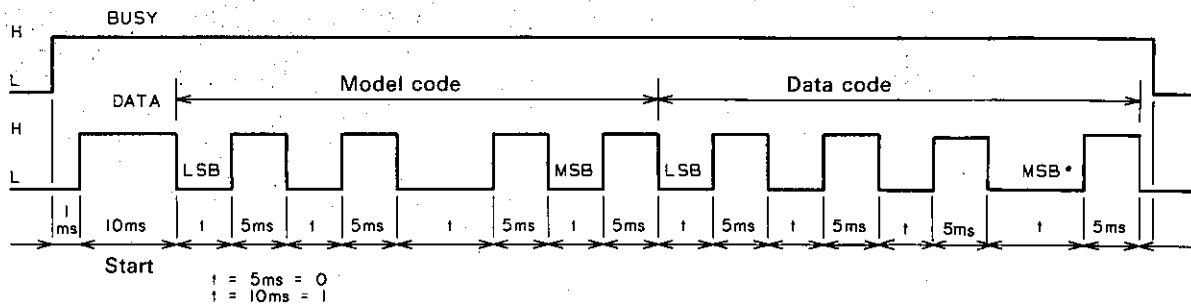 H
BUSY
L
Model code
Data code
DATA
H
LSB
MSB
LSB
MSB
L
1 ms
10ms
t
5ms
t
5ms
t
5ms
t
5ms
t
5ms
t
5ms
t
5ms
t
5ms
Start
t = 5ms = 0
t = 10ms = 1